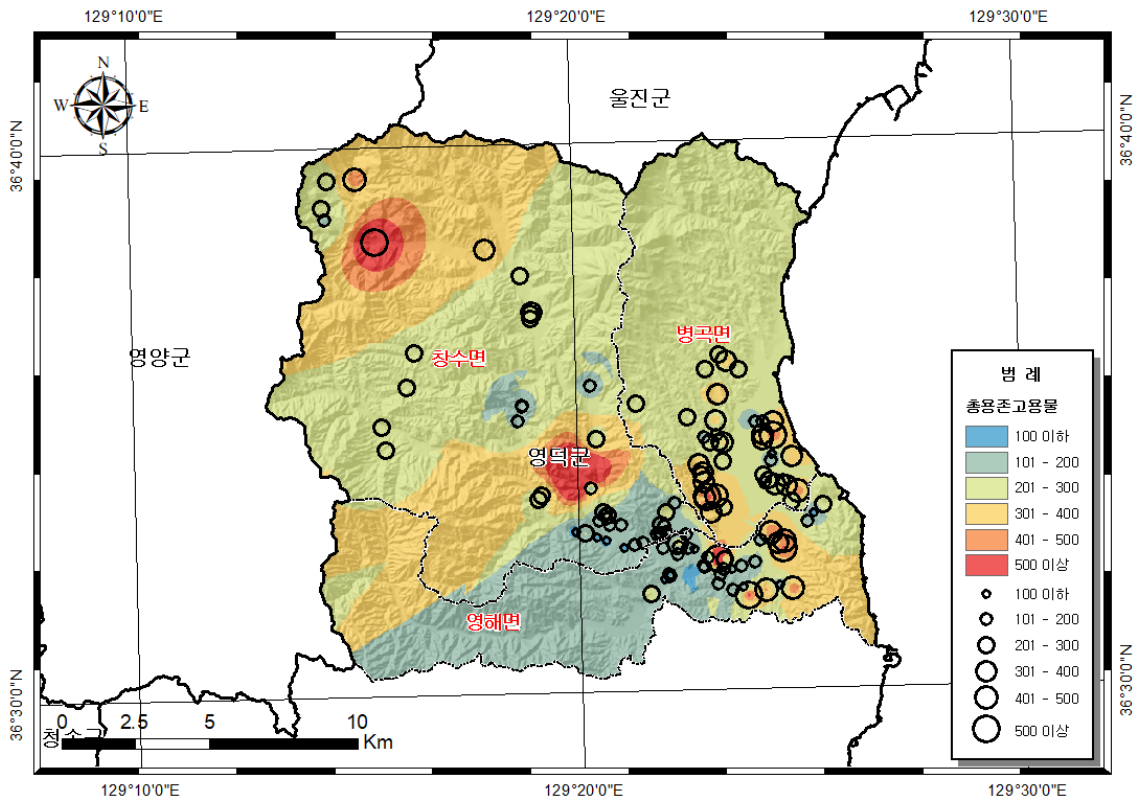 129°10'0"E
129°20'0"E
129°30'0"E
N
W
E
S
울진군
36°40'0"N
36°40'0"N
병곡면
영양군
창수면
범 례
총용존고용물
100 이하
101 - 200
201 - 300
301 - 400
401 - 500
500 이상
100 이하
101 - 200
201 - 300
301 - 400
401 - 500
500 이상
영덕군
영해면
36°30'0"N
36°30'0"N
0
2.5
5
10
Km
청송군
129°10'0"E
129°20'0"E
129°30'0"E